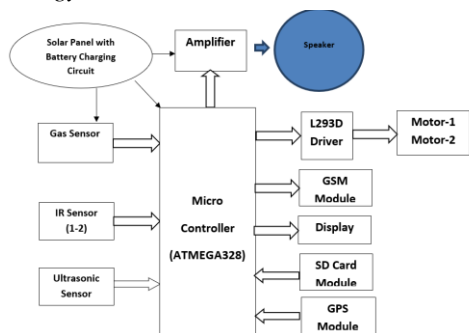 Solar Panel with
Battery Charging
Circuit
Amplifier
Speaker
Gas Sensor
L293D
Driver
Motor-1
Motor-2
Micro
Controller
(ATMEGA328)
GSM
Module
IR Sensor
(1-2)
Display
Ultrasonic
Sensor
SD Card
Module
GPS
Module